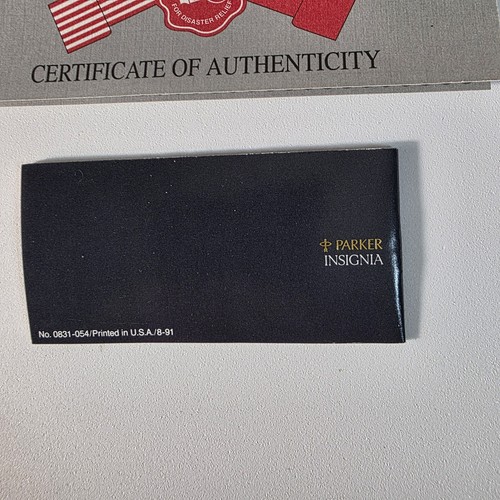 FOR DISASTER RELIEF
CERTIFICATE OF AUTHENTICITY
PARKER
INSIGNIA
No. 0831-054/Printed in U.S.A./8-91